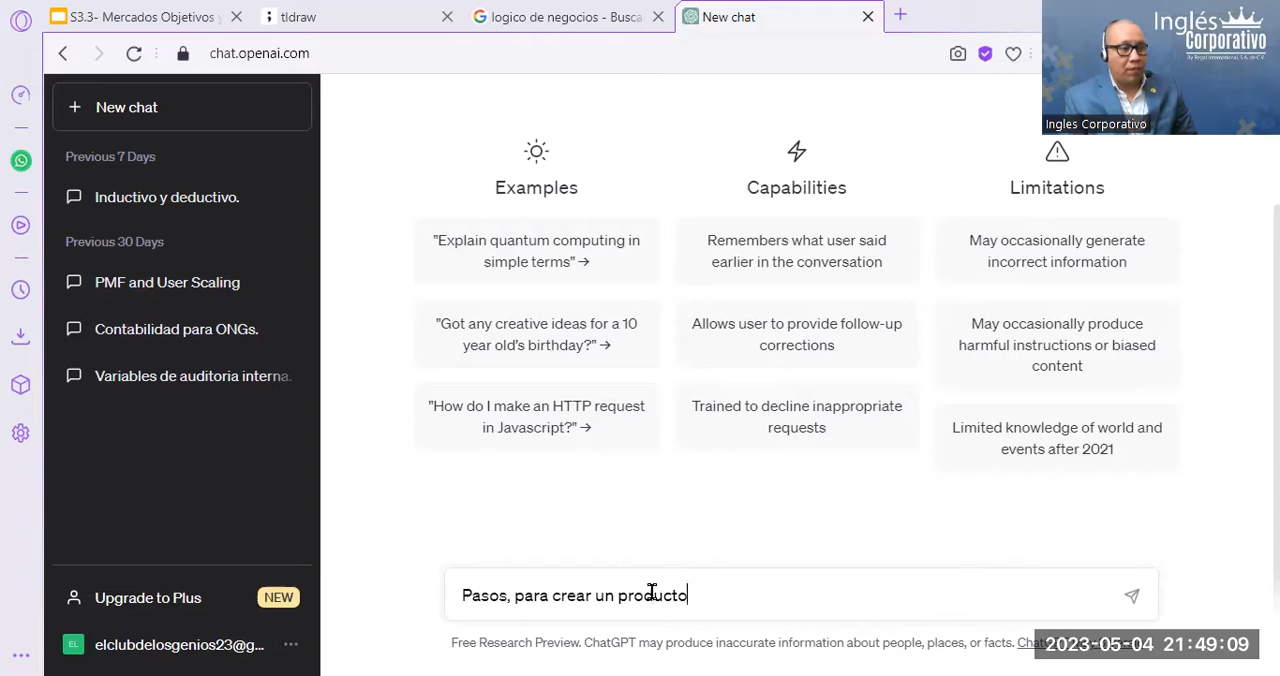 S3.3- Mercados Objetivos
tldraw
logico de negocios - Busca
New chat
chat.openai.com
Inglés
Corporativo
By Regal International, S.A. de C.V.
Ingles Corporativo
New chat
Previous 7 Days
Inductivo y deductivo.
Previous 30 Days
PMF and User Scaling
Contabilidad para ONGs.
Variables de auditoria interna.
Upgrade to Plus
NEW
EL
elclubdelosgenios23@g...
Examples
"Explain quantum computing in
simple terms" →
"Got any creative ideas for a 10
year old's birthday?" →
"How do I make an HTTP request
in Javascript?" →
Capabilities
Remembers what user said
earlier in the conversation
Allows user to provide follow-up
corrections
Trained to decline inappropriate
requests
Limitations
May occasionally generate
incorrect information
May occasionally produce
harmful instructions or biased
content
Limited knowledge of world and
events after 2021
Pasos, para crear un producto
Free Research Preview. ChatGPT may produce inaccurate information about people, places, or facts.
2023-05-04 21:49:09